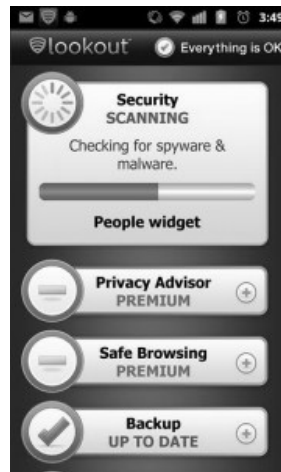 3:49
lookout Everything is OK
Security
SCANNING
Checking for spyware &
malware.
People widget
Privacy Advisor
PREMIUM
Safe Browsing
PREMIUM
Backup
UP TO DATE